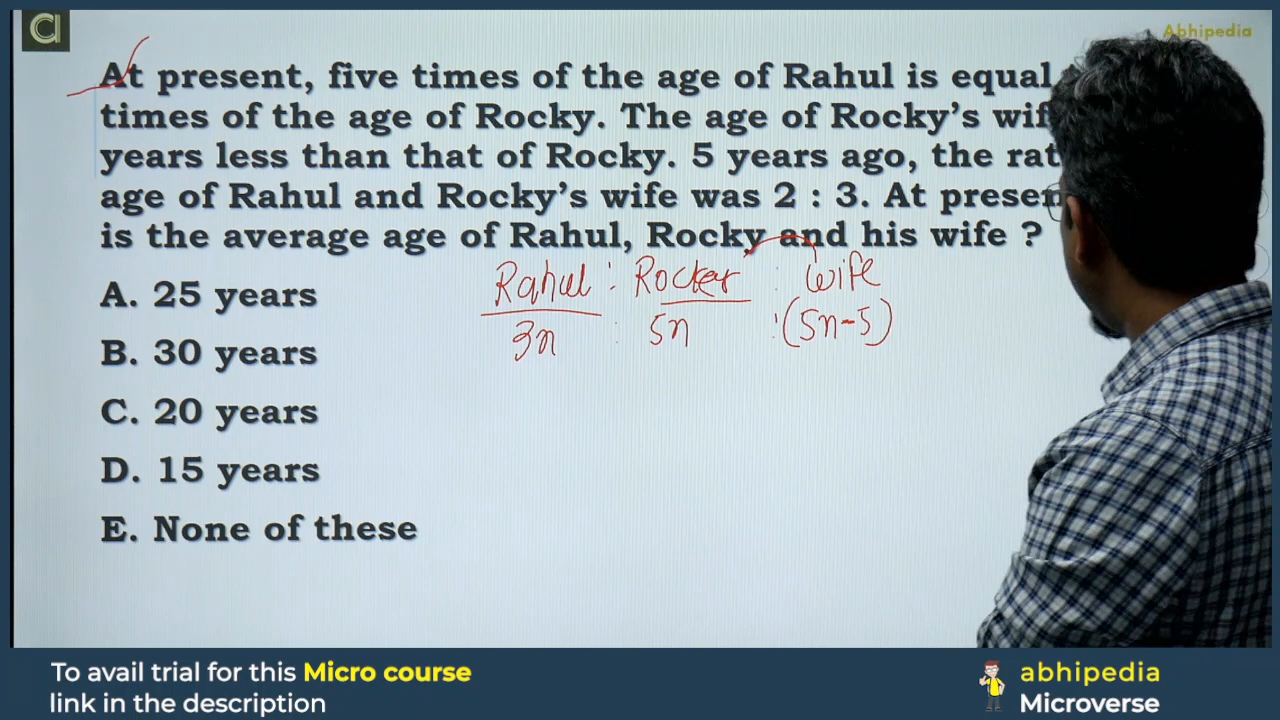 Abhipedia
At present, five times of the age of Rahul is equal
times of the age of Rocky. The age of Rocky's wif
years less than that of Rocky. 5 years ago, the rat
age of Rahul and Rocky's wife was 2 : 3. At presen
is the average age of Rahul, Rocky and his wife ?
Rahul : Rocker : wife
3n : 5n : (5n-5)
A. 25 years
B. 30 years
C. 20 years
D. 15 years
E. None of these
To avail trial for this Micro course
link in the description
abhipedia
Microverse